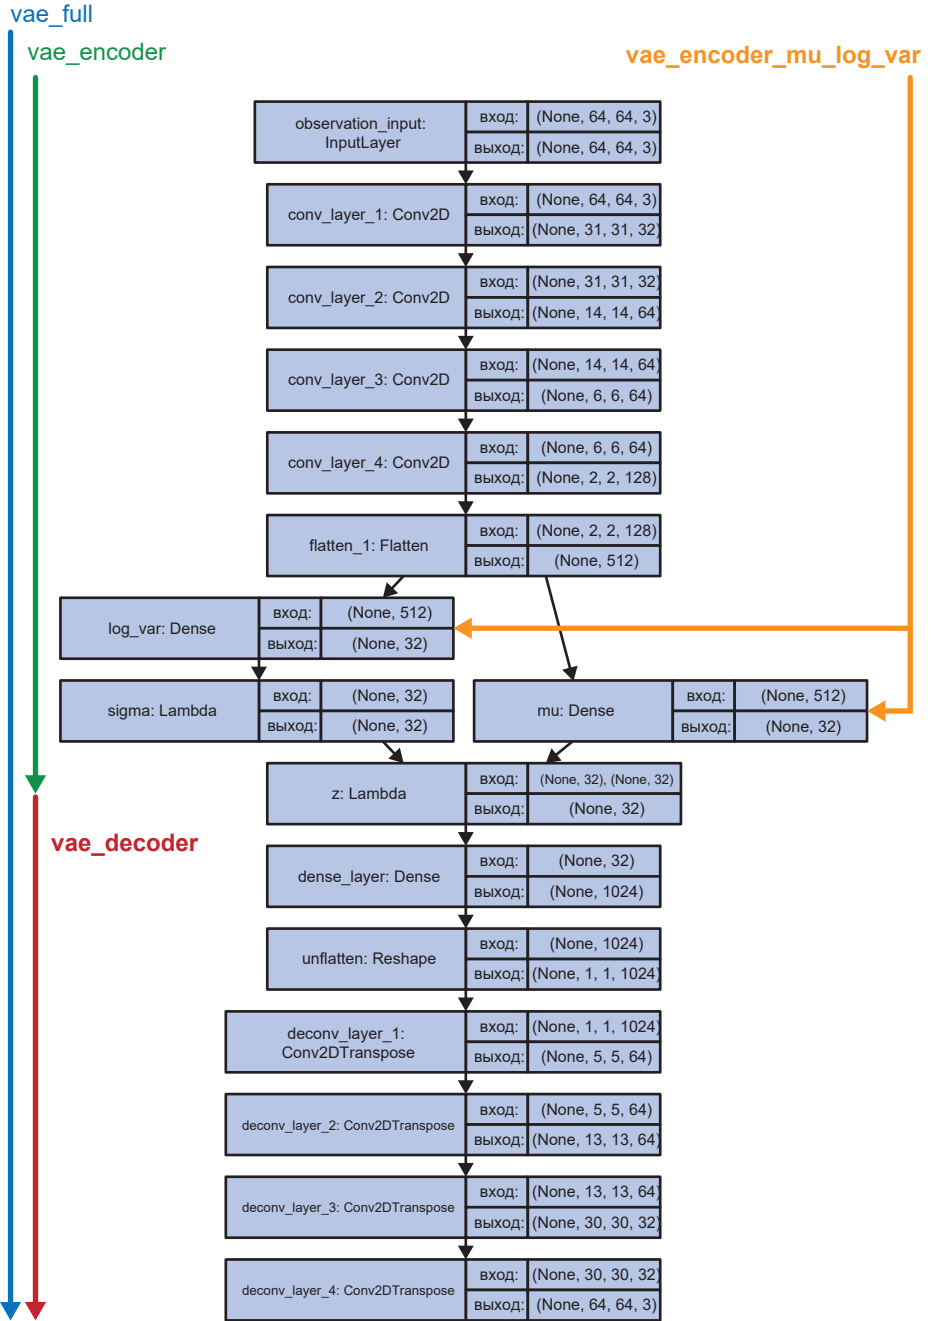 vae_full
vae_encoder
vae_encoder_mu_log_var
observation_input:
InputLayer
вход: (None, 64, 64, 3)
выход: (None, 64, 64, 3)
conv_layer_1: Conv2D
вход: (None, 64, 64, 3)
выход: (None, 31, 31, 32)
conv_layer_2: Conv2D
вход: (None, 31, 31, 32)
выход: (None, 14, 14, 64)
conv_layer_3: Conv2D
вход: (None, 14, 14, 64)
выход: (None, 6, 6, 64)
conv_layer_4: Conv2D
вход: (None, 6, 6, 64)
выход: (None, 2, 2, 128)
flatten_1: Flatten
вход: (None, 2, 2, 128)
выход: (None, 512)
log_var: Dense
вход: (None, 512)
выход: (None, 32)
sigma: Lambda
вход: (None, 32)
выход: (None, 32)
mu: Dense
вход: (None, 512)
выход: (None, 32)
z: Lambda
вход: (None, 32), (None, 32)
выход: (None, 32)
vae_decoder
dense_layer: Dense
вход: (None, 32)
выход: (None, 1024)
unflatten: Reshape
вход: (None, 1024)
выход: (None, 1, 1, 1024)
deconv_layer_1:
Conv2DTranspose
вход: (None, 1, 1, 1024)
выход: (None, 5, 5, 64)
deconv_layer_2: Conv2DTranspose
вход: (None, 5, 5, 64)
выход: (None, 13, 13, 64)
deconv_layer_3: Conv2DTranspose
вход: (None, 13, 13, 64)
выход: (None, 30, 30, 32)
deconv_layer_4: Conv2DTranspose
вход: (None, 30, 30, 32)
выход: (None, 64, 64, 3)